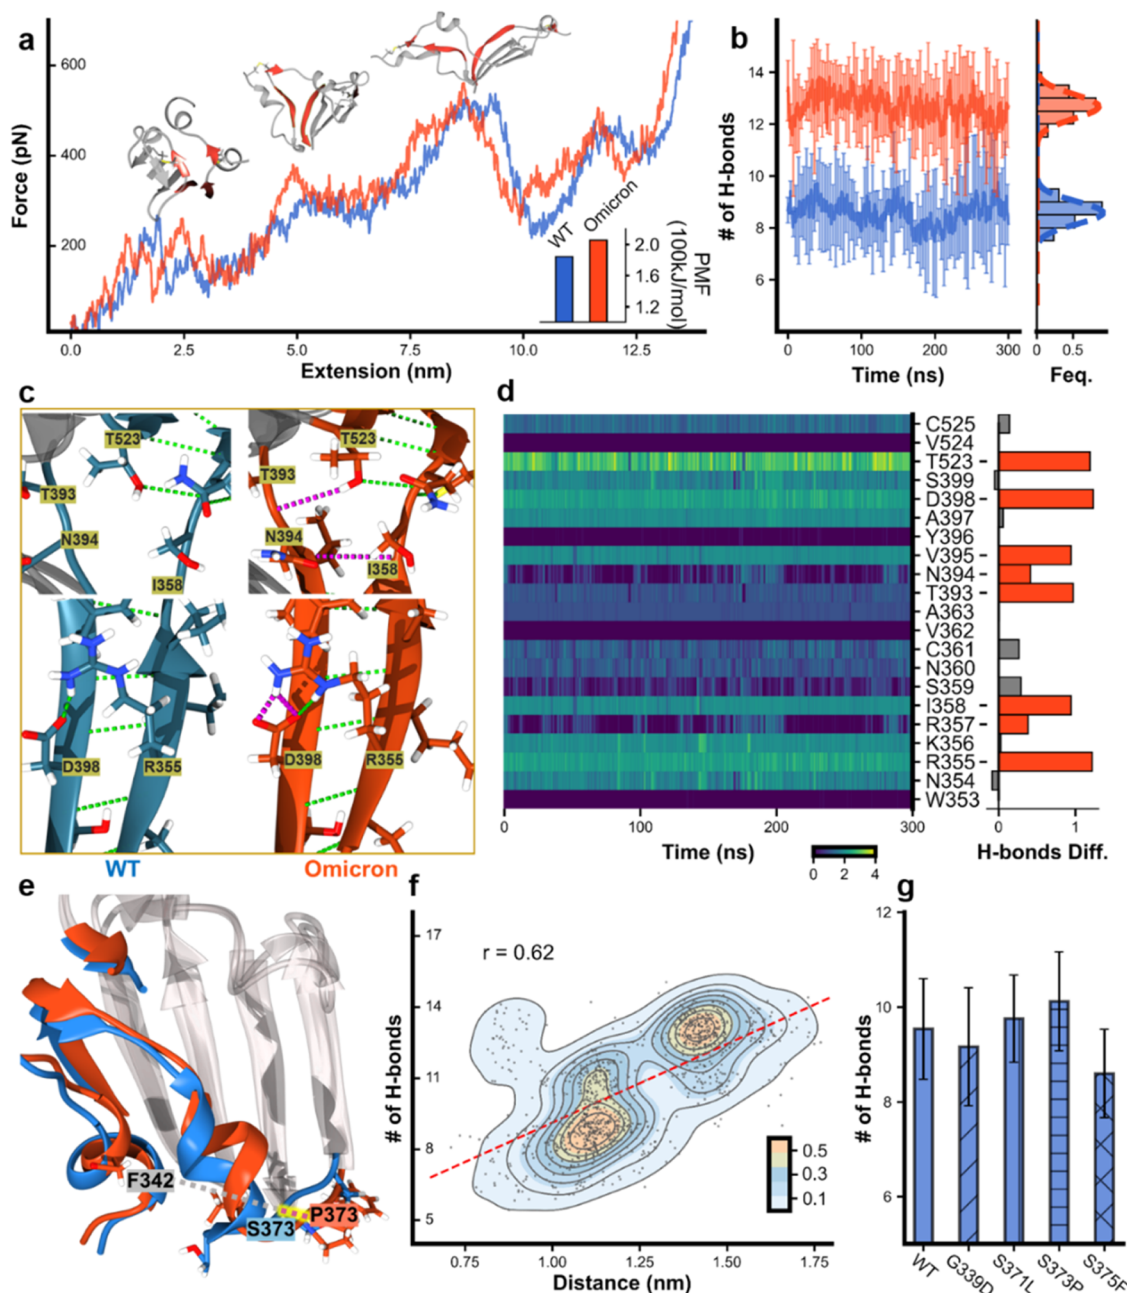 a
Force (pN)
600
400
200
0.0
2.5
5.0
7.5
10.0
12.5
Extension (nm)
WT
Omicron
2.0
1.6
1.2
PMF
(100kJ/mol)
b
# of H-bonds
14
12
10
8
6
0
100
200
300
Time (ns)
0
0.5
Feq.
c
T523
T393
N394
I358
T523
T393
N394
I358
D398
R355
D398
R355
WT
Omicron
d
C525
V524
T523
S399
D398
A397
Y396
V395
N394
T393
A363
V362
C361
N360
S359
I358
R357
K356
R355
N354
W353
0
100
200
300
Time (ns)
0
2
4
0
1
H-bonds Diff.
e
F342
S373
P373
f
# of H-bonds
17
14
11
8
5
r = 0.62
0.5
0.3
0.1
0.75
1.00
1.25
1.50
1.75
Distance (nm)
g
# of H-bonds
12
10
8
6
WT
G339D
S371L
S373P
S375F